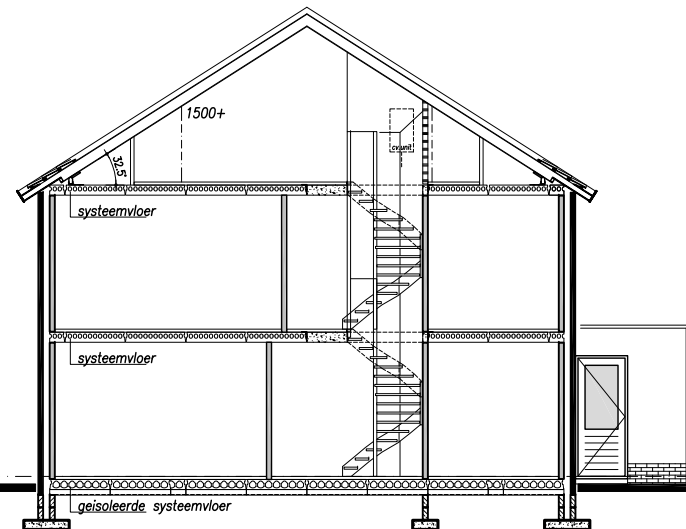 1500+
cv.unit
32.5°
systeemvloer
systeemvloer
geisoleerde systeemvloer